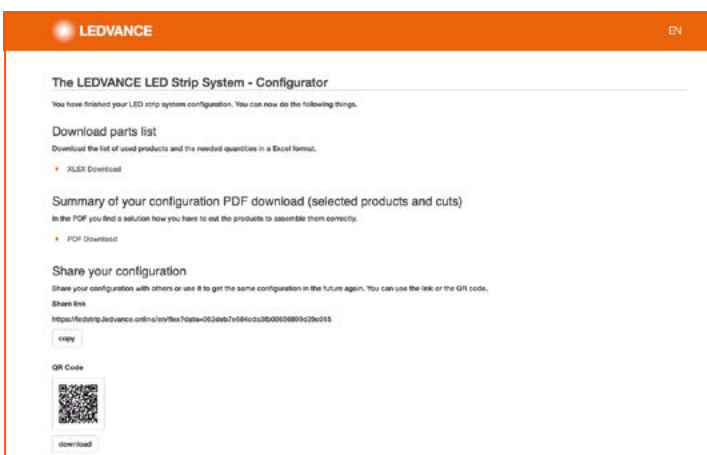 LEDVANCE
EN
The LEDVANCE LED Strip System - Configurator
You have finished your LED strip system configuration. You can now do the following things.
Download parts list
Download the list of used products and the needed quantities in a Excel format.
XLSX Download
Summary of your configuration PDF download (selected products and cuts)
In the PDF you find a solution how you have to cut the products to assemble them correctly.
PDF Download
Share your configuration
Share your configuration with others or use it to get the same configuration in the future again. You can use the link or the QR code.
Share link
copy
QR Code
download